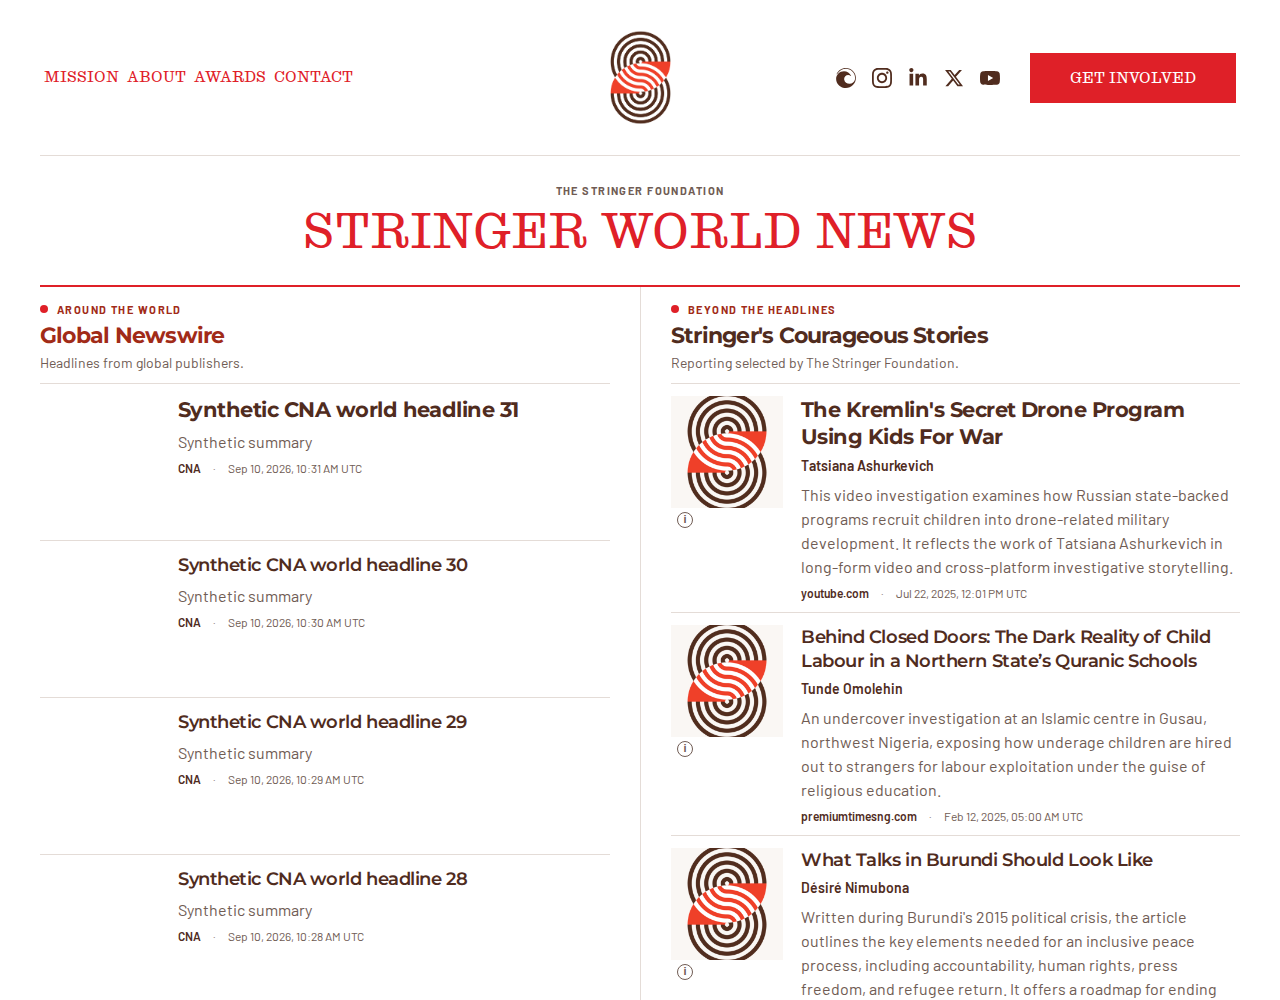 MISSION ABOUT AWARDS CONTACT
GET INVOLVED
THE STRINGER FOUNDATION
STRINGER WORLD NEWS
AROUND THE WORLD
Global Newswire
Headlines from global publishers.
Synthetic CNA world headline 31
Synthetic summary
CNA · Sep 10, 2026, 10:31 AM UTC
Synthetic CNA world headline 30
Synthetic summary
CNA · Sep 10, 2026, 10:30 AM UTC
Synthetic CNA world headline 29
Synthetic summary
CNA · Sep 10, 2026, 10:29 AM UTC
Synthetic CNA world headline 28
Synthetic summary
CNA · Sep 10, 2026, 10:28 AM UTC
BEYOND THE HEADLINES
Stringer's Courageous Stories
Reporting selected by The Stringer Foundation.
The Kremlin's Secret Drone Program
Using Kids For War
Tatsiana Ashurkevich
This video investigation examines how Russian state-backed
programs recruit children into drone-related military
development. It reflects the work of Tatsiana Ashurkevich in
long-form video and cross-platform investigative storytelling.
youtube.com · Jul 22, 2025, 12:01 PM UTC
Behind Closed Doors: The Dark Reality of Child
Labour in a Northern State’s Quranic Schools
Tunde Omolehin
An undercover investigation at an Islamic centre in Gusau,
northwest Nigeria, exposing how underage children are hired
out to strangers for labour exploitation under the guise of
religious education.
premiumtimesng.com · Feb 12, 2025, 05:00 AM UTC
What Talks in Burundi Should Look Like
Désiré Nimubona
Written during Burundi's 2015 political crisis, the article
outlines the key elements needed for an inclusive peace
process, including accountability, human rights, press
freedom, and refugee return. It offers a roadmap for ending